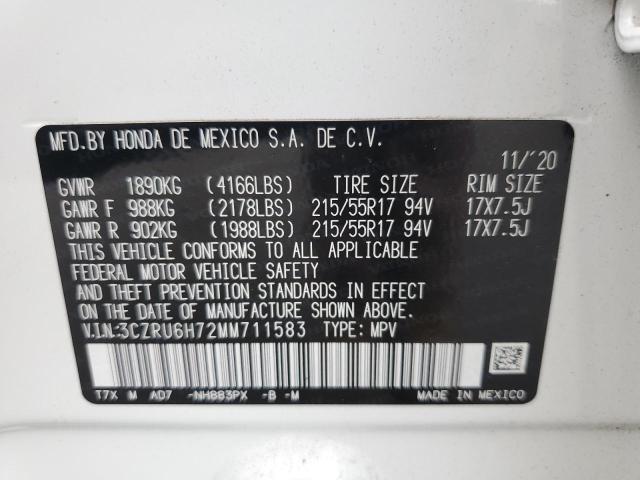 MFD.BY HONDA DE MEXICO S.A. DE C.V.
11/'20
GVWR 1890KG (4166LBS) TIRE SIZE RIM SIZE
GAWR F 988KG (2178LBS) 215/55R17 94V 17X7.5J
GAWR R 902KG (1988LBS) 215/55R17 94V 17X7.5J
THIS VEHICLE CONFORMS TO ALL APPLICABLE
FEDERAL MOTOR VEHICLE SAFETY
AND THEFT PREVENTION STANDARDS IN EFFECT
ON THE DATE OF MANUFACTURE SHOWN ABOVE.
V.I.N:3CZRU6H72MM711583 TYPE: MPV
T7X M AD7 -NH883PX -B -M MADE IN MEXICO